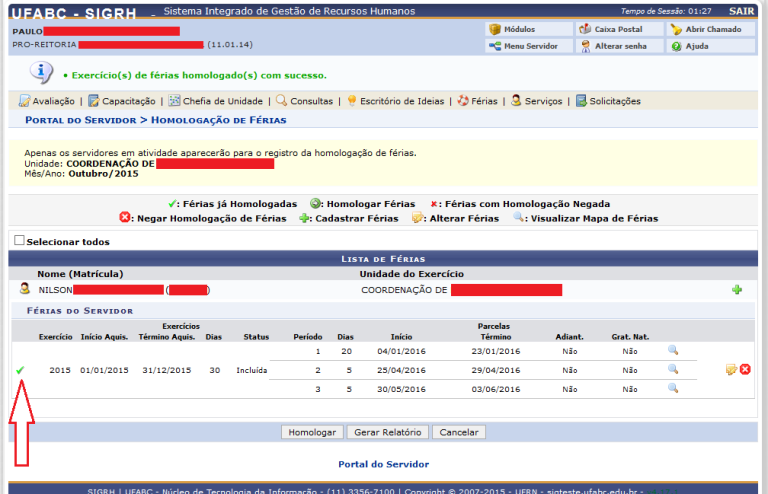 UFABC - SIGRH - Sistema Integrado de Gestão de Recursos Humanos Tempo de Sessão: 01:27 SAIR
PAULO Módulos Caixa Postal Abrir Chamado
PRO-REITORIA (11.01.14) Menu Servidor Alterar senha Ajuda
• Exercício(s) de férias homologado(s) com sucesso.
Avaliação | Capacitação | Chefia de Unidade | Consultas | Escritório de Ideias | Férias | Serviços | Solicitações
Portal do Servidor > Homologação de Férias
Apenas os servidores em atividade aparecerão para o registro da homologação de férias.
Unidade: COORDENAÇÃO DE
Mês/Ano: Outubro/2015
: Férias já Homologadas : Homologar Férias : Férias com Homologação Negada
: Negar Homologação de Férias : Cadastrar Férias : Alterar Férias : Visualizar Mapa de Férias
Selecionar todos
Lista de Férias
Nome (Matrícula) Unidade do Exercício
NILSON ( ) COORDENAÇÃO DE
Férias do Servidor
Exercícios Parcelas
Exercício Início Aquis. Término Aquis. Dias Status Período Dias Início Término Adiant. Grat. Nat.
1 20 04/01/2016 23/01/2016 Não Não
2015 01/01/2015 31/12/2015 30 Incluída 2 5 25/04/2016 29/04/2016 Não Não
3 5 30/05/2016 03/06/2016 Não Não
Homologar Gerar Relatório Cancelar
Portal do Servidor
SIGRH | UFABC - Núcleo de Tecnologia da Informação - (11) 3356-7100 | Copyright © 2007-2015 - UFRN - sigteste.ufabc.edu.br -